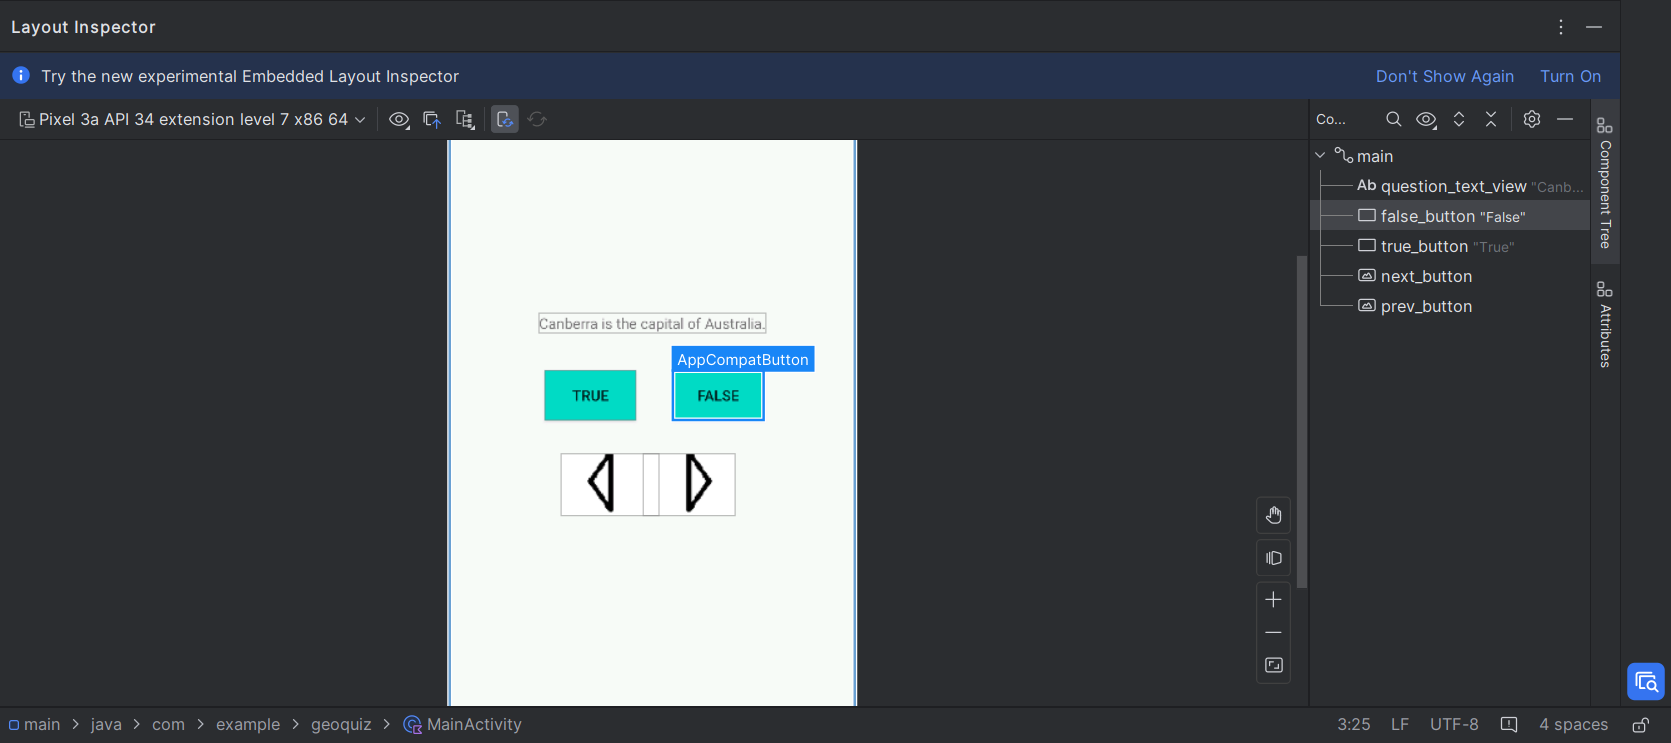 Layout Inspector
Try the new experimental Embedded Layout Inspector
Don't Show Again
Turn On
Pixel 3a API 34 extension level 7 x86 64
Co...
main
Ab question_text_view "Canb...
false_button "False"
true_button "True"
next_button
prev_button
Component Tree
Attributes
Canberra is the capital of Australia.
AppCompatButton
TRUE
FALSE
main > java > com > example > geoquiz > MainActivity
3:25 LF UTF-8 4 spaces